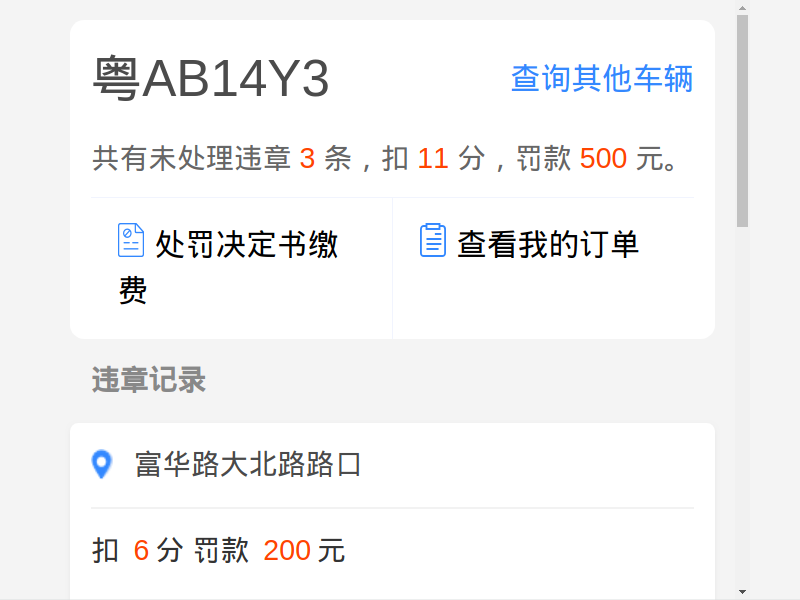 粤AB14Y3
查询其他车辆
共有未处理违章 3 条，扣 11 分，罚款 500 元。
处罚决定书缴
费
查看我的订单
违章记录
富华路大北路路口
扣 6 分 罚款 200 元